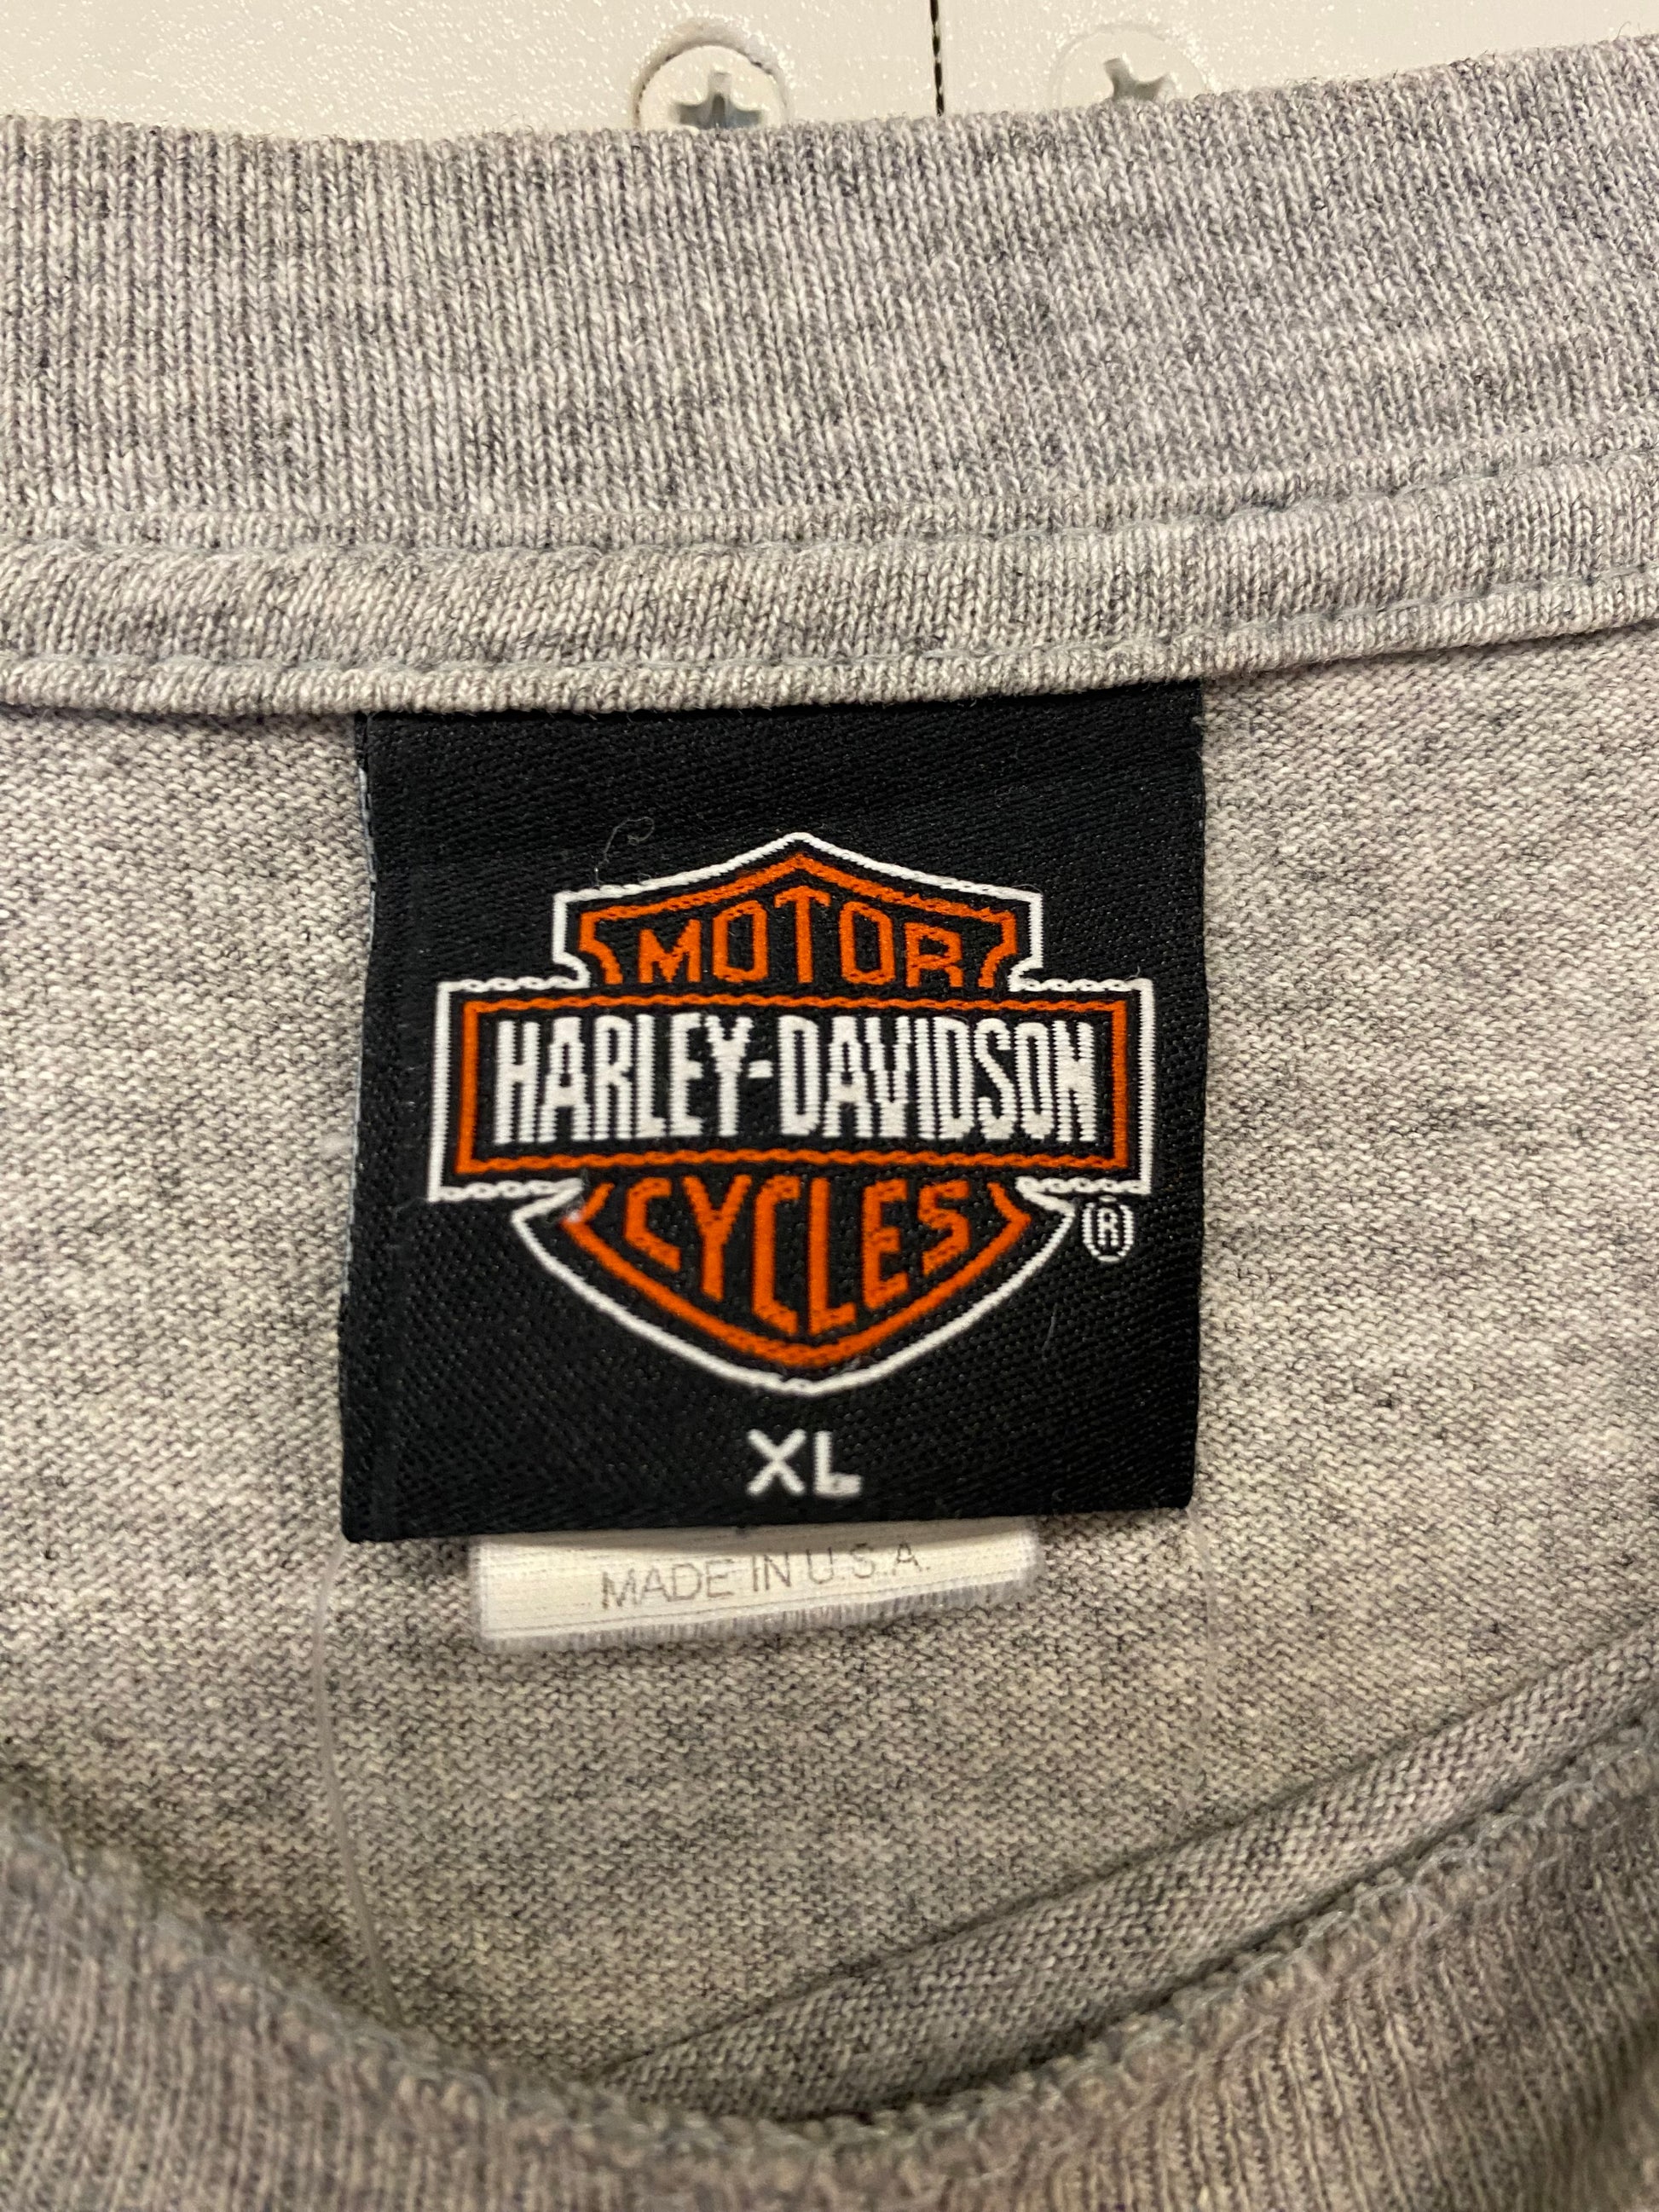 MOTOR
HARLEY-DAVIDSON
CYCLES
®
XL
MADE IN U.S.A.